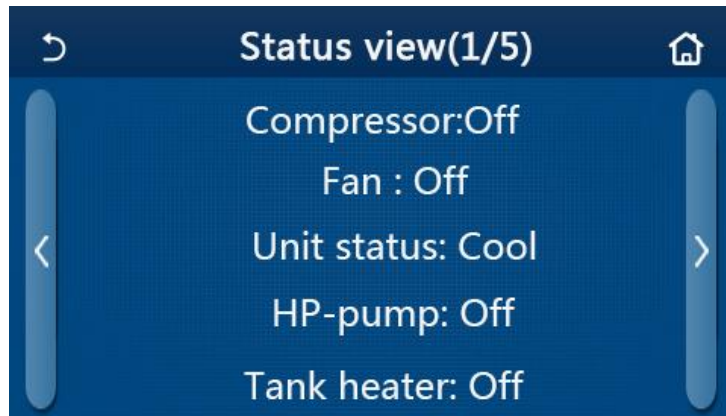 Status view(1/5)
Compressor:Off
Fan : Off
Unit status: Cool
HP-pump: Off
Tank heater: Off